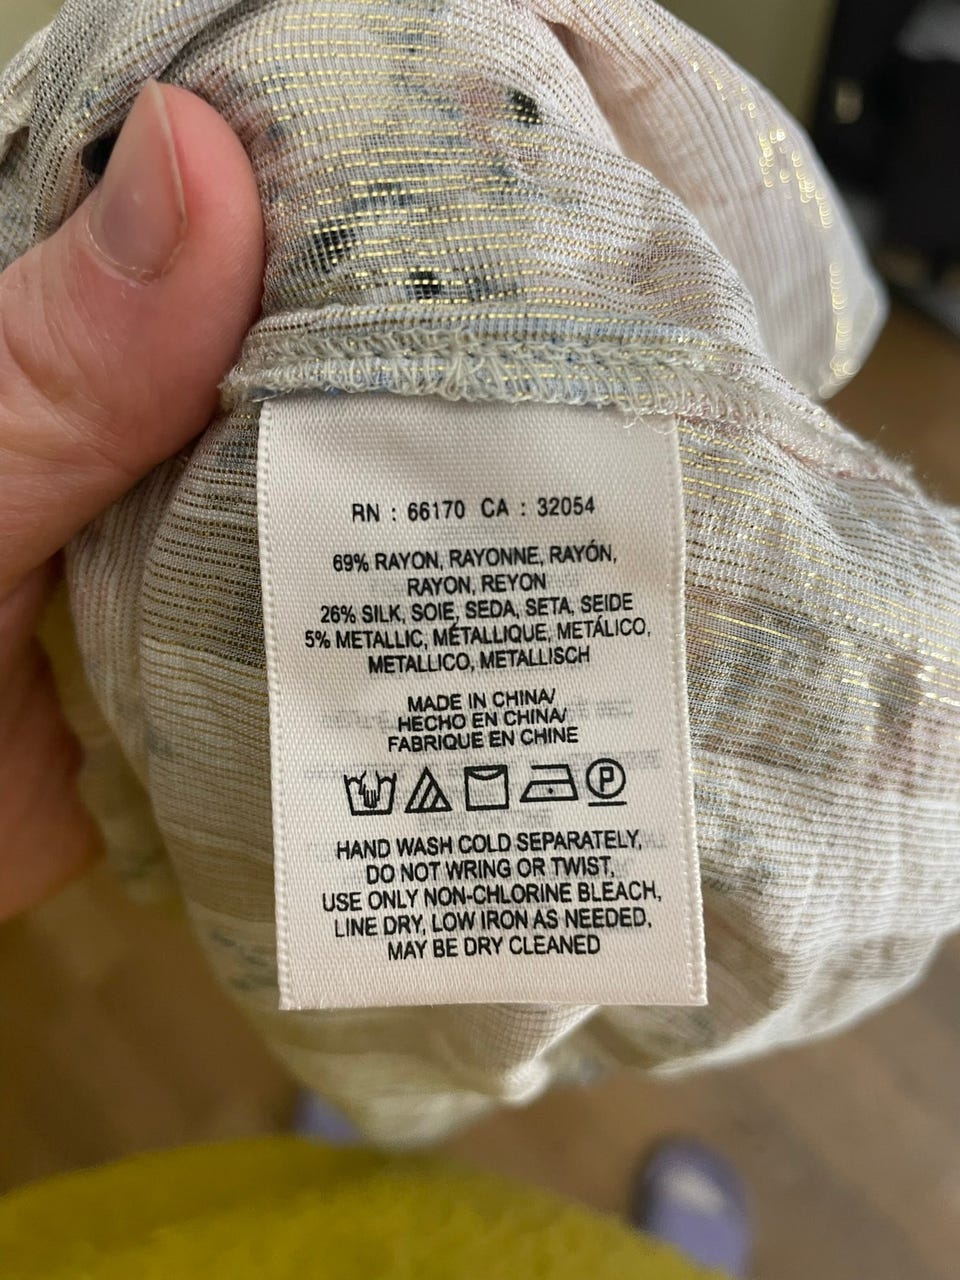 RN : 66170 CA : 32054
69% RAYON, RAYONNE, RAYÓN,
RAYON, REYON
26% SILK, SOIE, SEDA, SETA, SEIDE
5% METALLIC, MÉTALLIQUE, METÁLICO,
METALLICO, METALLISCH
MADE IN CHINA/
HECHO EN CHINA/
FABRIQUE EN CHINE
P
HAND WASH COLD SEPARATELY,
DO NOT WRING OR TWIST,
USE ONLY NON-CHLORINE BLEACH,
LINE DRY, LOW IRON AS NEEDED,
MAY BE DRY CLEANED